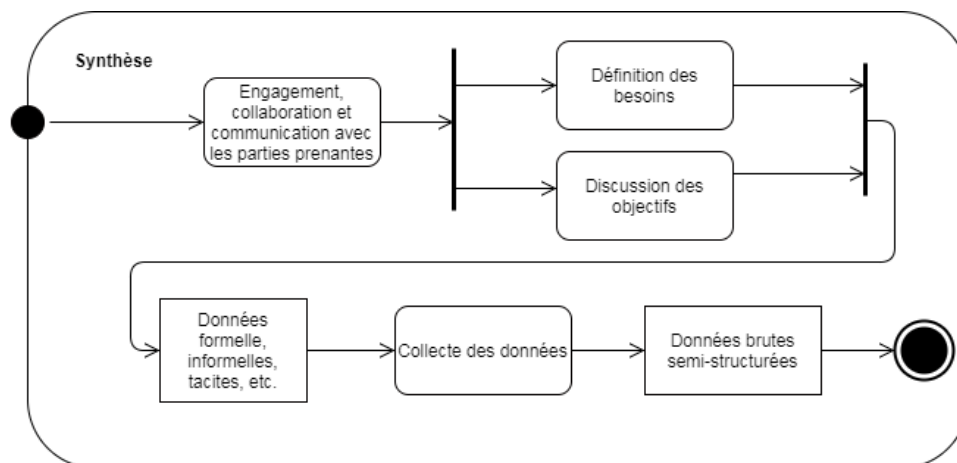 Synthèse
Engagement,
collaboration et
communication avec
les parties prenantes
Définition des
besoins
Discussion des
objectifs
Données
formelle,
informelles,
tacites, etc.
Collecte des données
Données brutes
semi-structurées